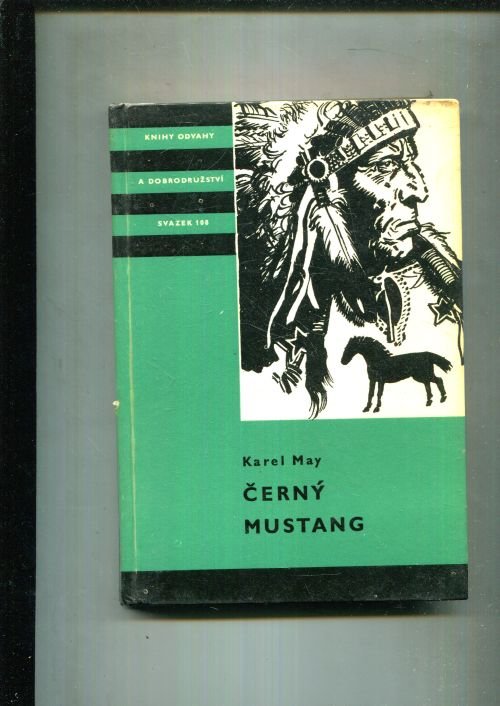 KNIHY ODVAHY
A DOBRODRUŽSTVÍ
SVAZEK 108
Karel May
ČERNÝ
MUSTANG